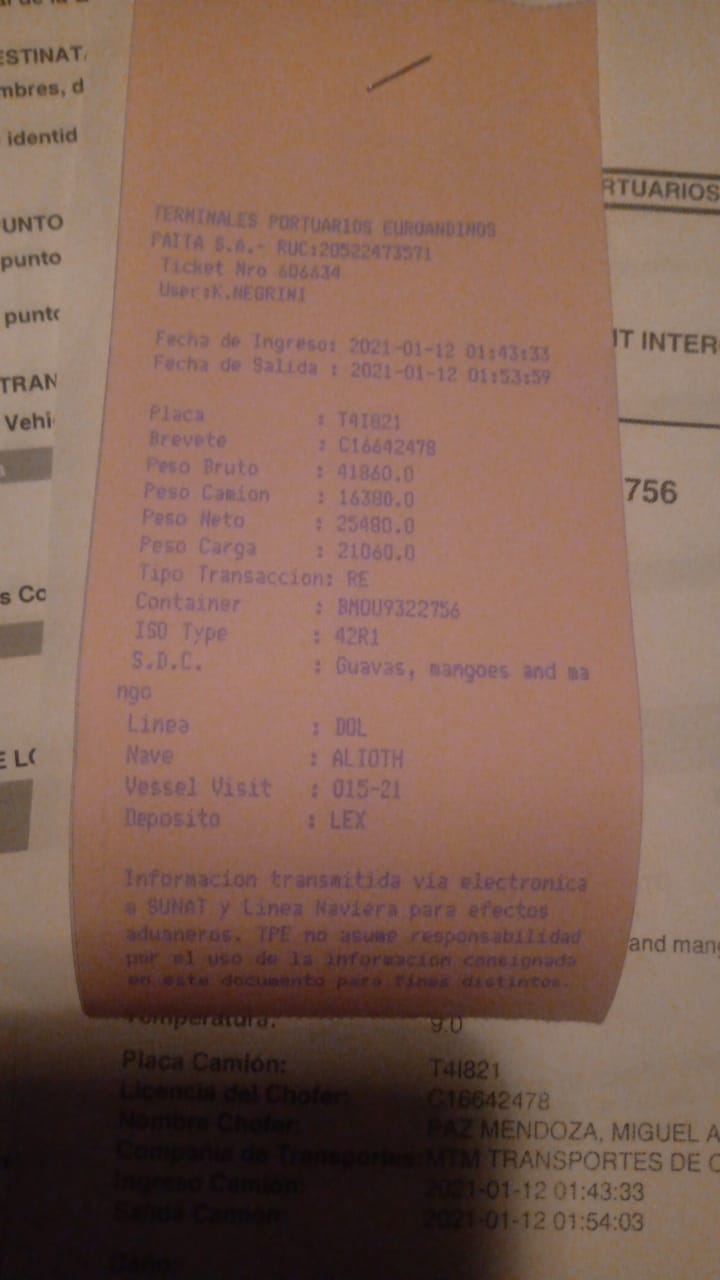 ESTINAT
mbres, d
identid
UNTO
punto
punto
TRAN
Vehi
s Co
E LO
RTUARIOS
IT INTER
756
TERMINALES PORTUARIOS EUROANDINOS
PAITA S.A.- RUC:20522473571
Ticket Nro 606634
User:K.NEGRINI
Fecha de Ingreso: 2021-01-12 01:43:33
Fecha de Salida : 2021-01-12 01:53:59
Placa : T4I821
Brevete : C16642478
Peso Bruto : 41860.0
Peso Camion : 16380.0
Peso Neto : 25480.0
Peso Carga : 21060.0
Tipo Transaccion: RE
Container : BMOU9322756
ISO Type : 42R1
S.D.C. : Guavas, mangoes and ma
ngo
Linea : DOL
Nave : ALIOTH
Vessel Visit : 015-21
Deposito : LEX
Informacion transmitida via electronica
a SUNAT y Linea Naviera para efectos
aduaneros. TPE no asume responsabilidad
por el uso de la informacion consignada
en este documento para fines distintos.
and mang
Temperatura: 9.0
Placa Camión: T4I821
Licencia del Chofer: C16642478
Nombre Chofer: PAZ MENDOZA, MIGUEL A
Compañia de Transportes: MTM TRANSPORTES DE C
Ingreso Camion: 2021-01-12 01:43:33
Salida Camion: 2021-01-12 01:54:03